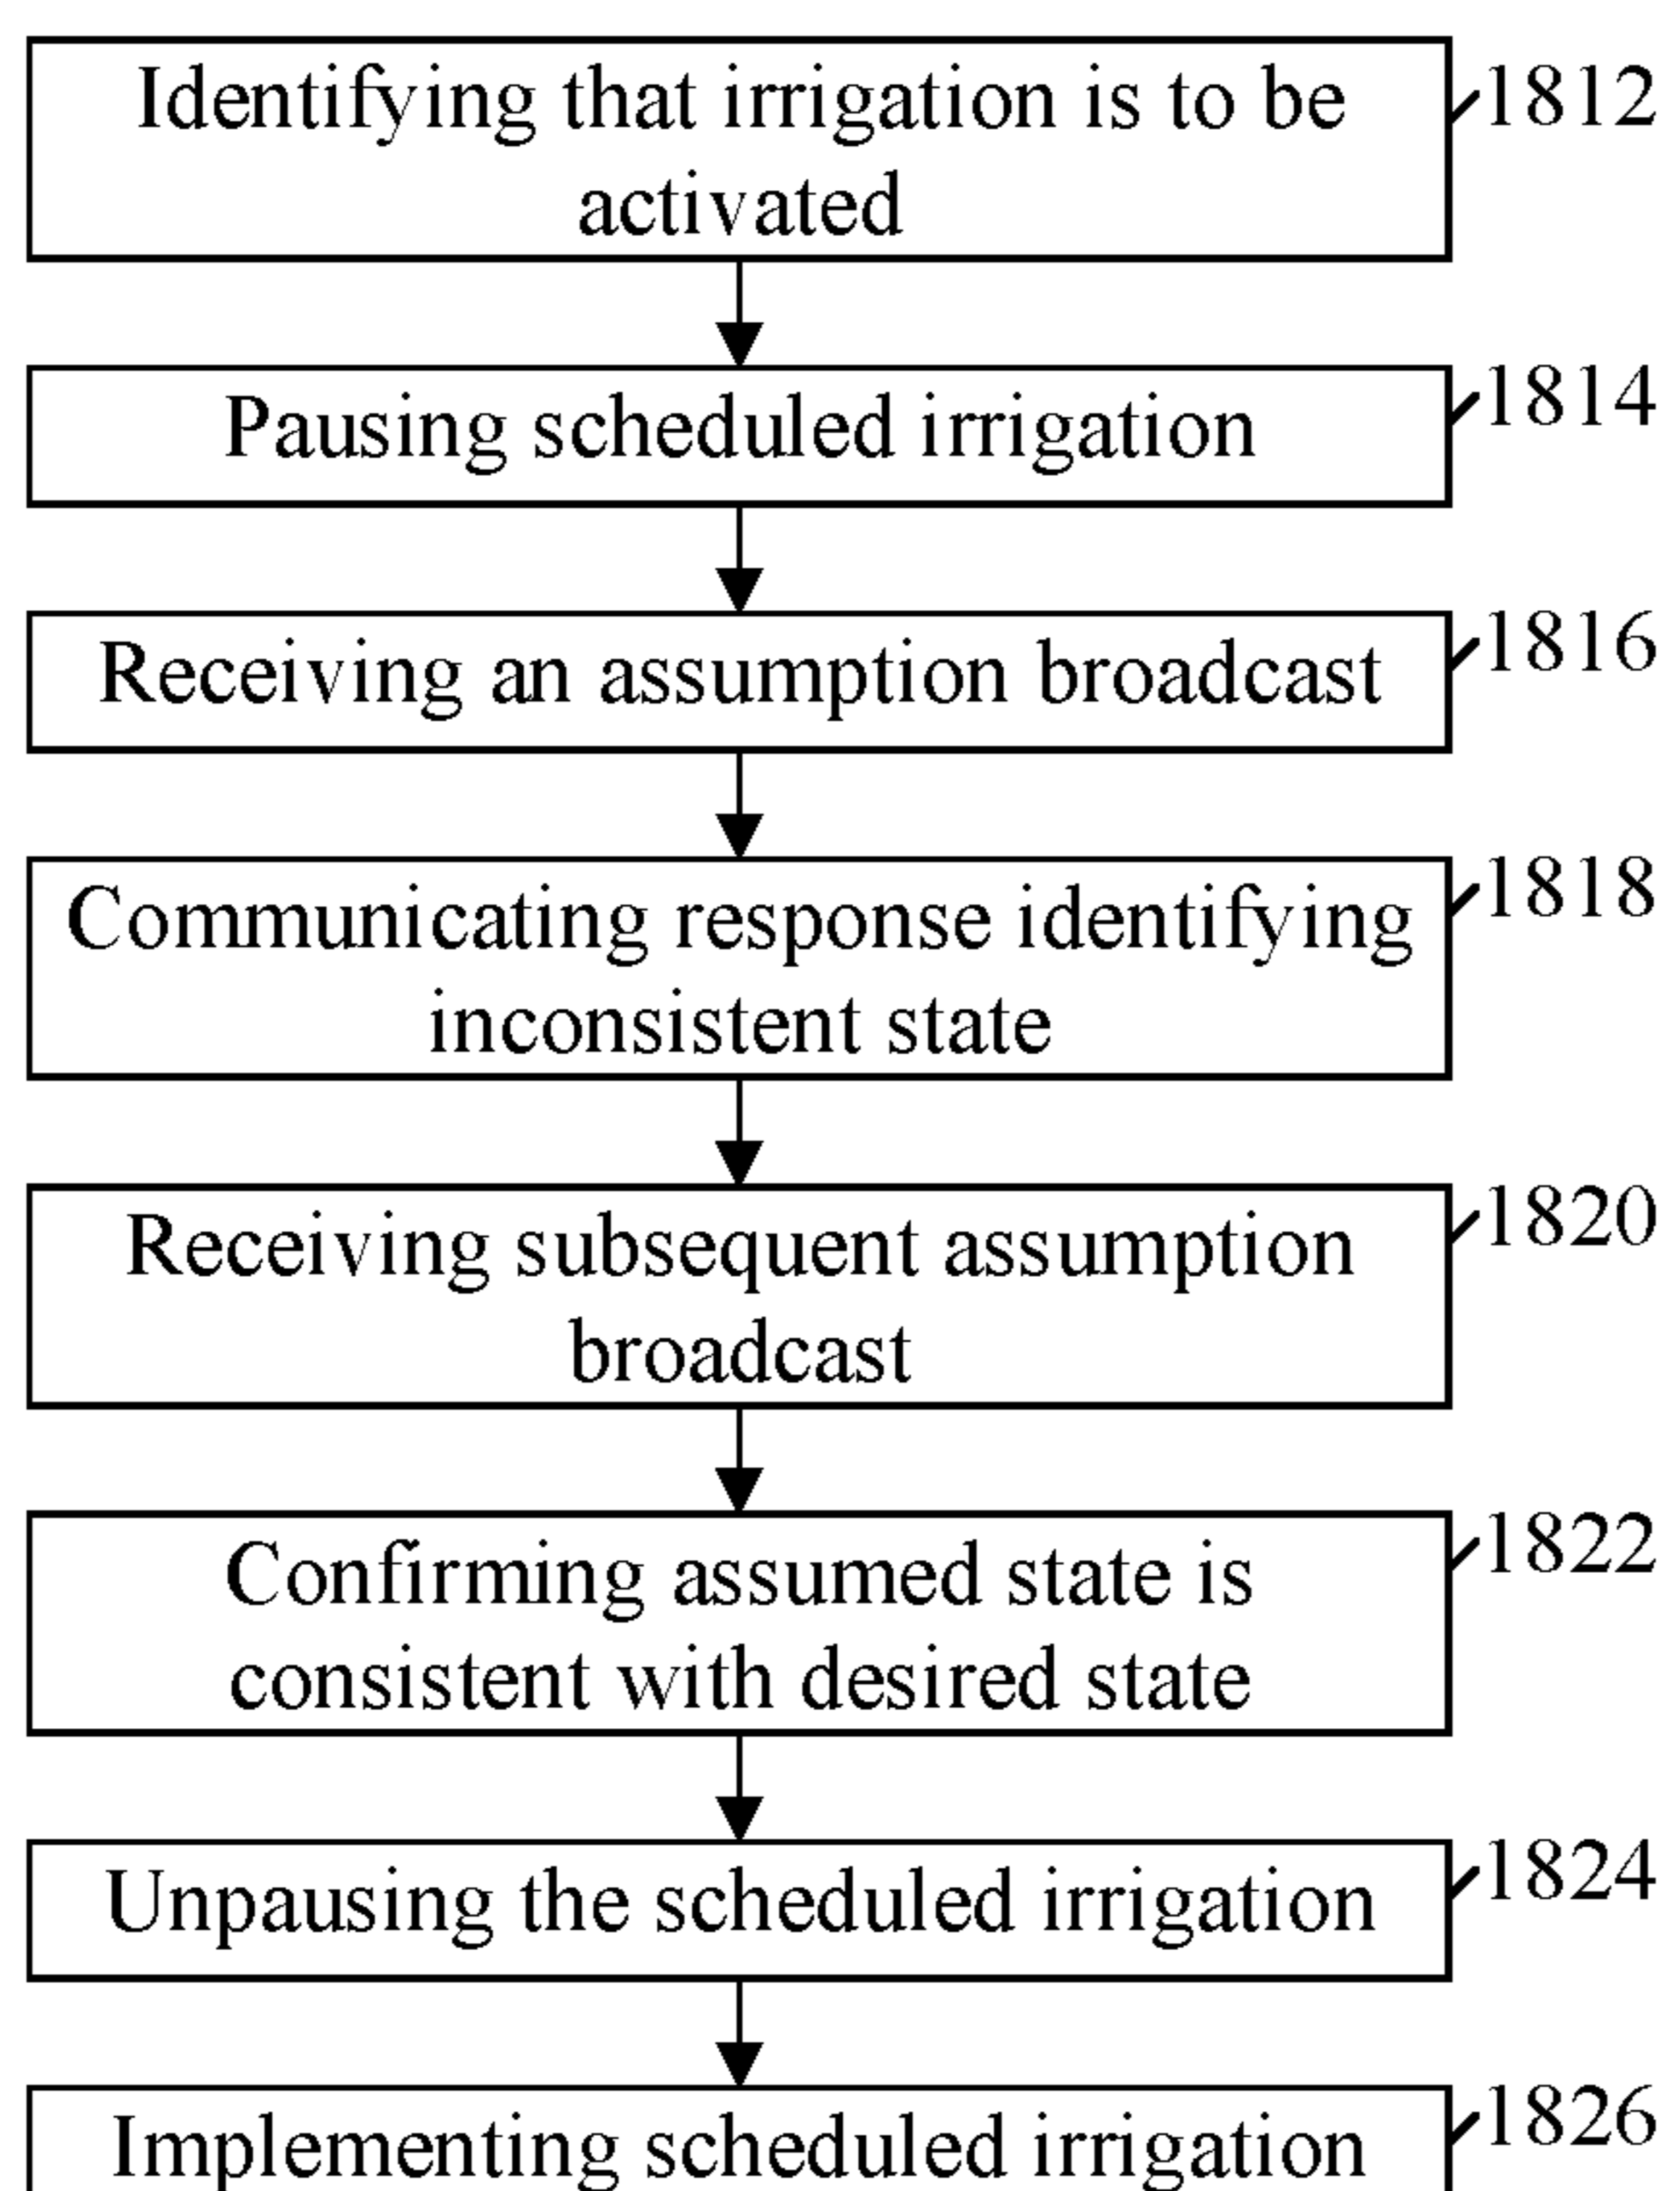 Identifying that irrigation is to be
activated
1812
Pausing scheduled irrigation
1814
Receiving an assumption broadcast
1816
Communicating response identifying
inconsistent state
1818
Receiving subsequent assumption
broadcast
1820
Confirming assumed state is
consistent with desired state
1822
Unpausing the scheduled irrigation
1824
Implementing scheduled irrigation
1826